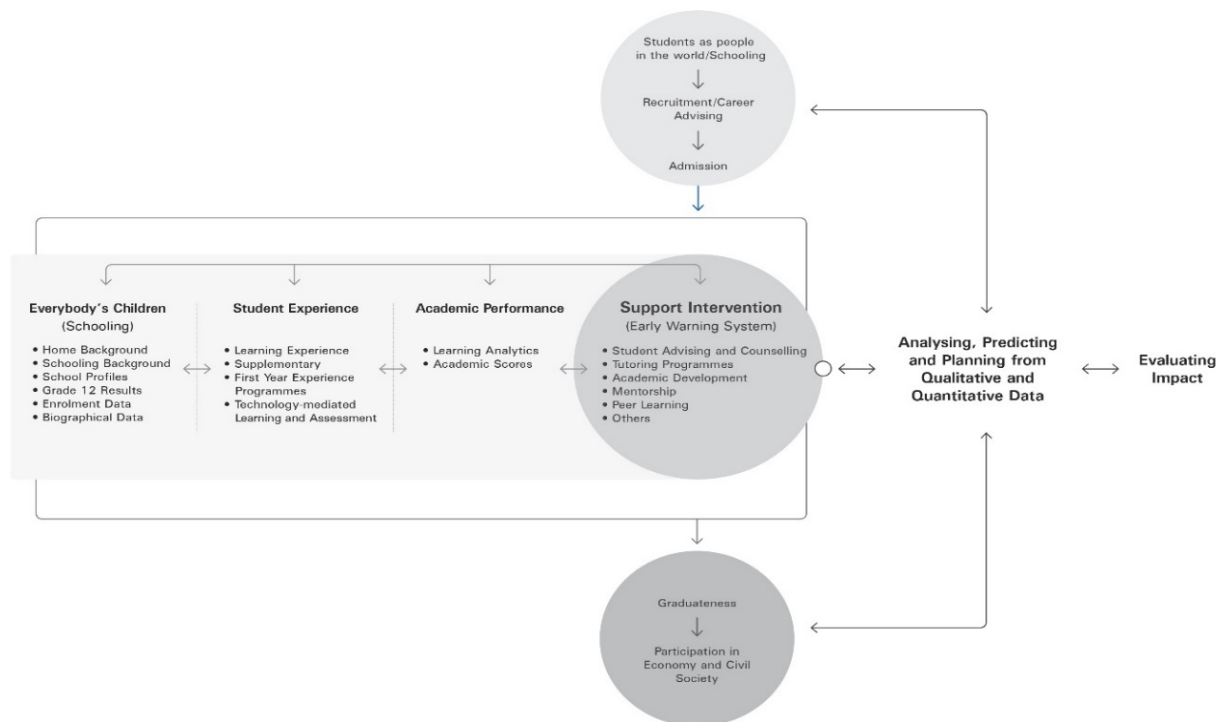 Students as people
in the world/Schooling
Recruitment/Career
Advising
Admission
Everybody's Children
(Schooling)
• Home Background
• Schooling Background
• School Profiles
• Grade 12 Results
• Enrolment Data
• Biographical Data
Student Experience
• Learning Experience
• Supplementary
• First Year Experience
Programmes
• Technology-mediated
Learning and Assessment
Academic Performance
• Learning Analytics
• Academic Scores
Support Intervention
(Early Warning System)
• Student Advising and Counselling
• Tutoring Programmes
• Academic Development
• Mentorship
• Peer Learning
• Others
Analysing, Predicting
and Planning from
Qualitative and
Quantitative Data
Evaluating
Impact
Graduateness
Participation in
Economy and Civil
Society